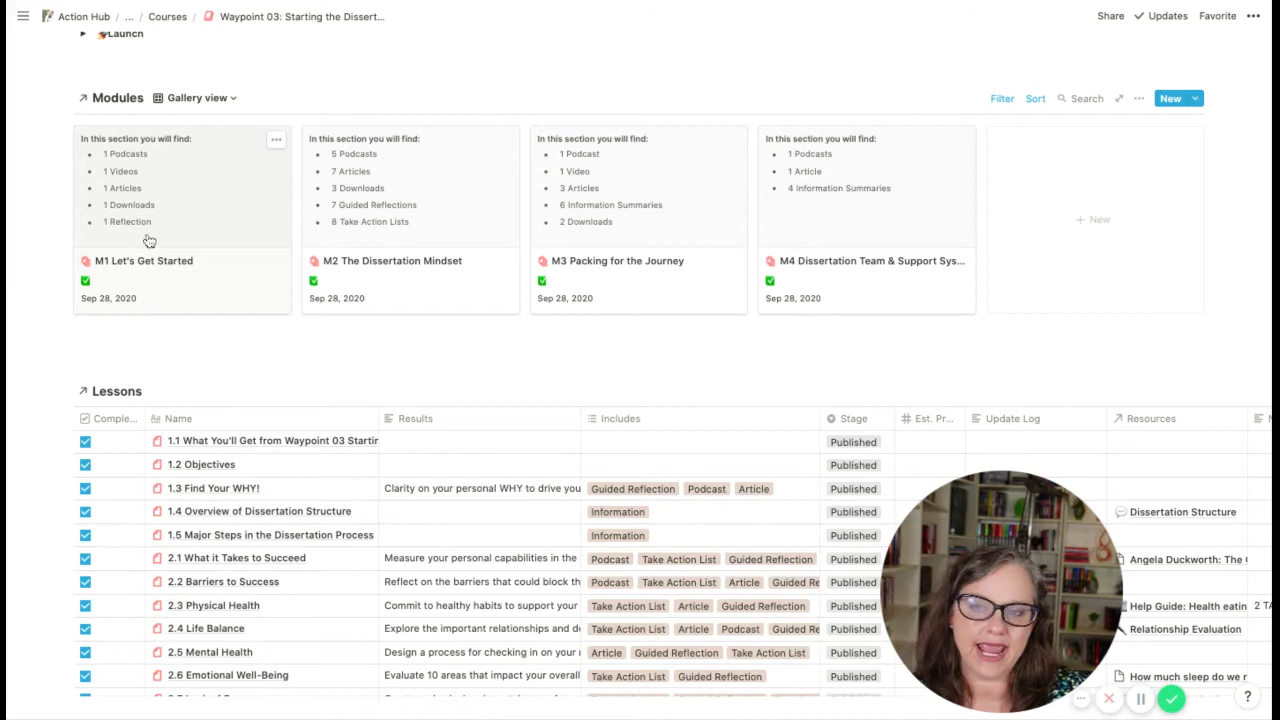 Action Hub / ... / Courses / Waypoint 03: Starting the Dissert...
Share Updates Favorite
Launch
Modules Gallery view
Filter Sort Search New
In this section you will find:
1 Podcasts
1 Videos
1 Articles
1 Downloads
1 Reflection
M1 Let's Get Started
Sep 28, 2020
In this section you will find:
5 Podcasts
7 Articles
3 Downloads
7 Guided Reflections
8 Take Action Lists
M2 The Dissertation Mindset
Sep 28, 2020
In this section you will find:
1 Podcast
1 Video
3 Articles
6 Information Summaries
2 Downloads
M3 Packing for the Journey
Sep 28, 2020
In this section you will find:
1 Podcasts
1 Article
4 Information Summaries
M4 Dissertation Team & Support Sys...
Sep 28, 2020
+ New
Lessons
Comple... Aa Name Results Includes Stage # Est. Pr... Update Log Resources
1.1 What You'll Get from Waypoint 03 Startin Published
1.2 Objectives Published
1.3 Find Your WHY! Clarity on your personal WHY to drive you Guided Reflection Podcast Article Published
1.4 Overview of Dissertation Structure Information Published Dissertation Structure
1.5 Major Steps in the Dissertation Process Information Published
2.1 What it Takes to Succeed Measure your personal capabilities in the Podcast Take Action List Guided Reflection Published Angela Duckworth: The
2.2 Barriers to Success Reflect on the barriers that could block th Podcast Take Action List Article Guided Re Published
2.3 Physical Health Commit to healthy habits to support your Take Action List Article Guided Reflection Published Help Guide: Health eatin 2 TA
2.4 Life Balance Explore the important relationships and de Take Action List Article Podcast Guided Re Published Relationship Evaluation
2.5 Mental Health Design a process for checking in on your Article Guided Reflection Take Action List Published
2.6 Emotional Well-Being Evaluate 10 areas that impact your overall Take Action List Guided Reflection Published How much sleep do we r
?